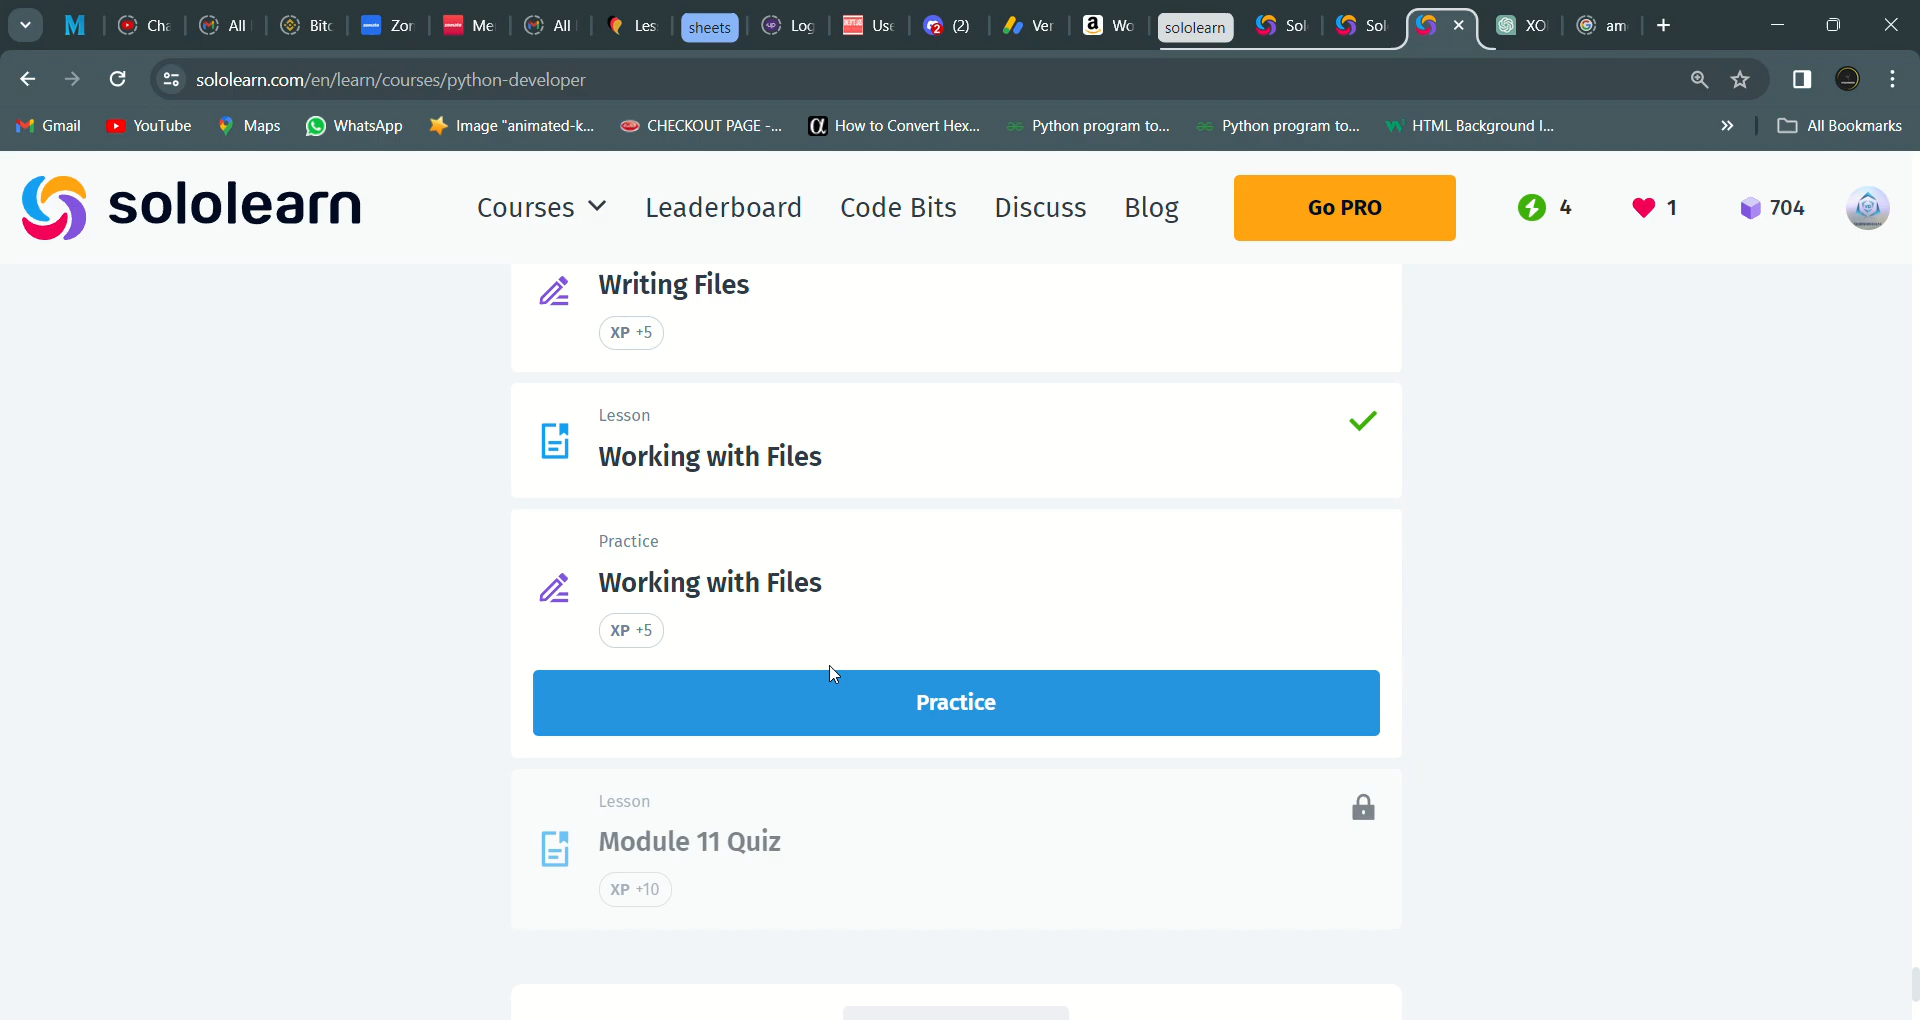 Cha
All
Bitc
Zor
Me
All
Les
sheets
Log
Use
(2)
Ver
Wo
sololearn
Sol
Sol
XO
am
sololearn.com/en/learn/courses/python-developer
Gmail
YouTube
Maps
WhatsApp
Image "animated-k...
CHECKOUT PAGE -...
How to Convert Hex...
Python program to...
Python program to...
HTML Background I...
All Bookmarks
sololearn
Courses
Leaderboard
Code Bits
Discuss
Blog
Go PRO
4
1
704
Writing Files
XP +5
Lesson
Working with Files
Practice
Working with Files
XP +5
Practice
Lesson
Module 11 Quiz
XP +10